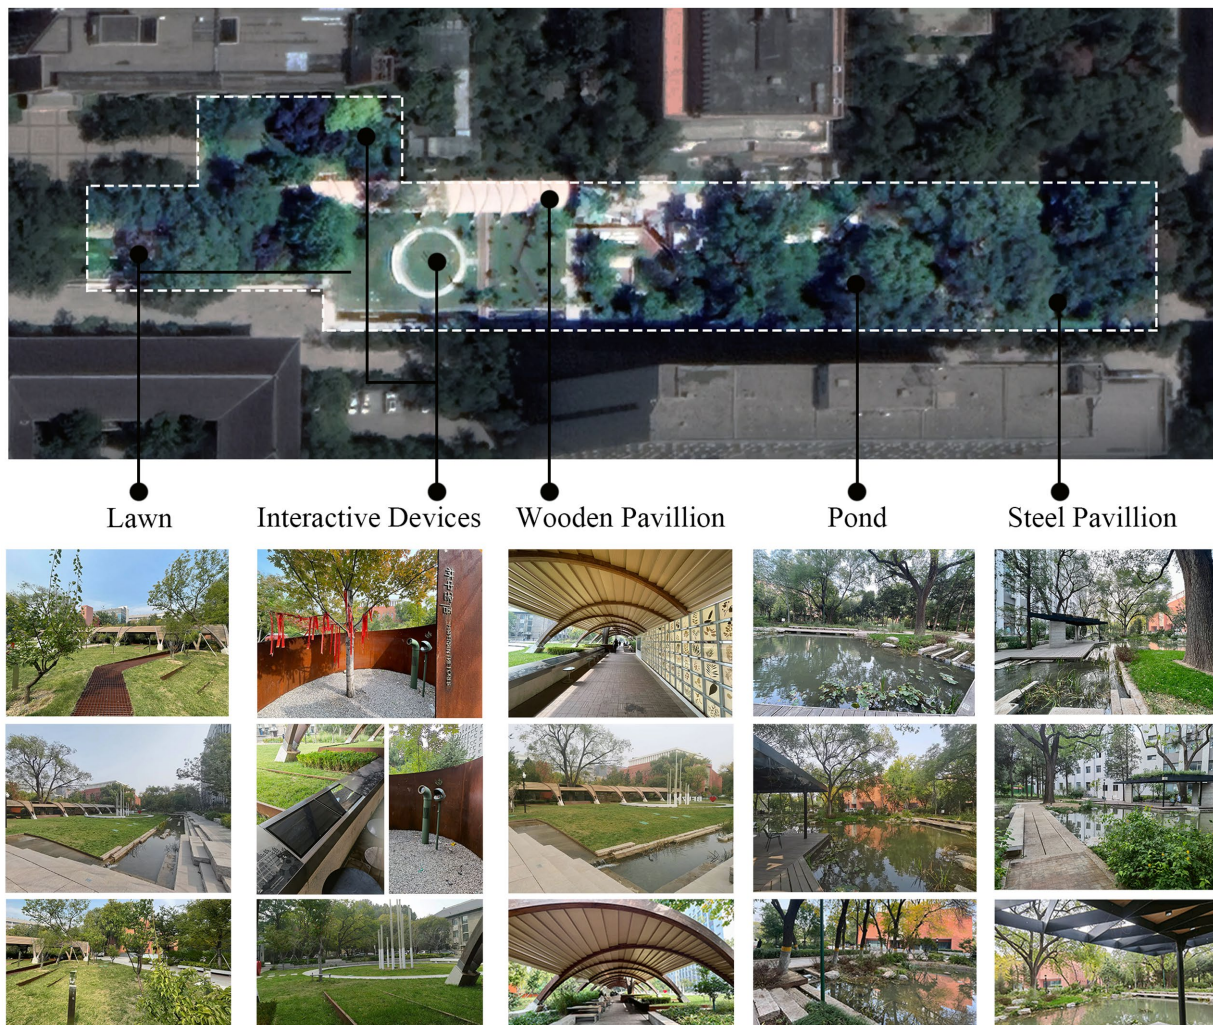 Lawn
Interactive Devices
Wooden Pavillion
Pond
Steel Pavillion